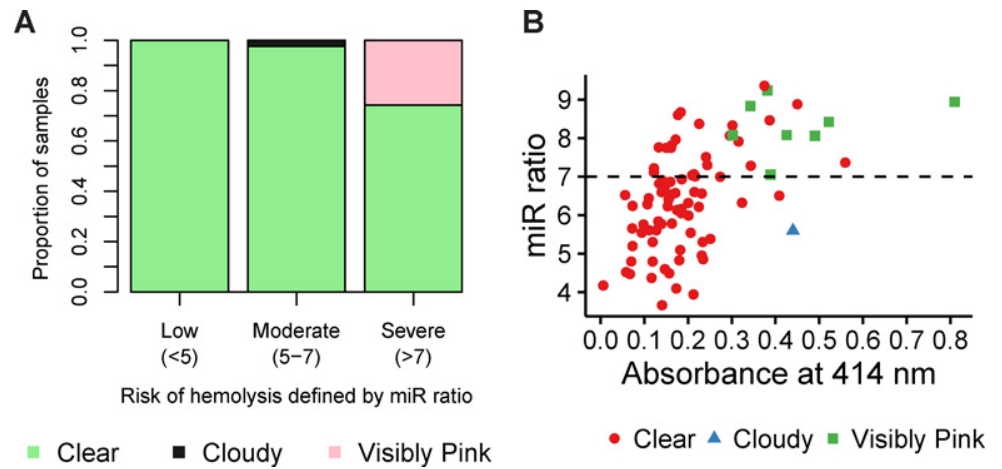 A
Proportion of samples
0.0 0.2 0.4 0.6 0.8 1.0
Low Moderate Severe
(<5) (5−7) (>7)
Risk of hemolysis defined by miR ratio
Clear Cloudy Visibly Pink
B
miR ratio
9
8
7
6
5
4
0.0 0.1 0.2 0.3 0.4 0.5 0.6 0.7 0.8
Absorbance at 414 nm
Clear Cloudy Visibly Pink